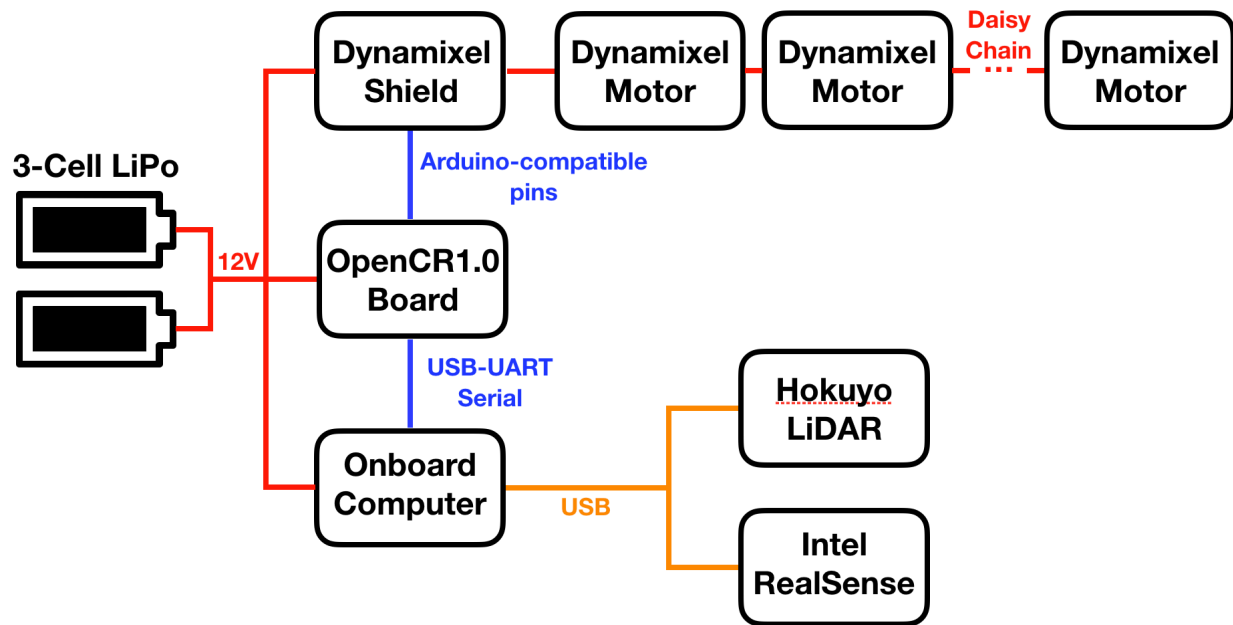 Dynamixel
Shield
Dynamixel
Motor
Dynamixel
Motor
Daisy
Chain
...
Dynamixel
Motor
3-Cell LiPo
Arduino-compatible
pins
12V
OpenCR1.0
Board
USB-UART
Serial
Hokuyo
LiDAR
Onboard
Computer
USB
Intel
RealSense